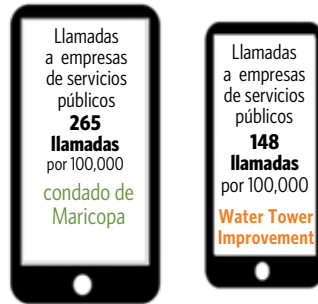 Llamadas
a empresas
de servicios
públicos
265
llamadas
por 100,000
condado de
Maricopa
Llamadas
a empresas
de servicios
públicos
148
llamadas
por 100,000
Water Tower
Improvement